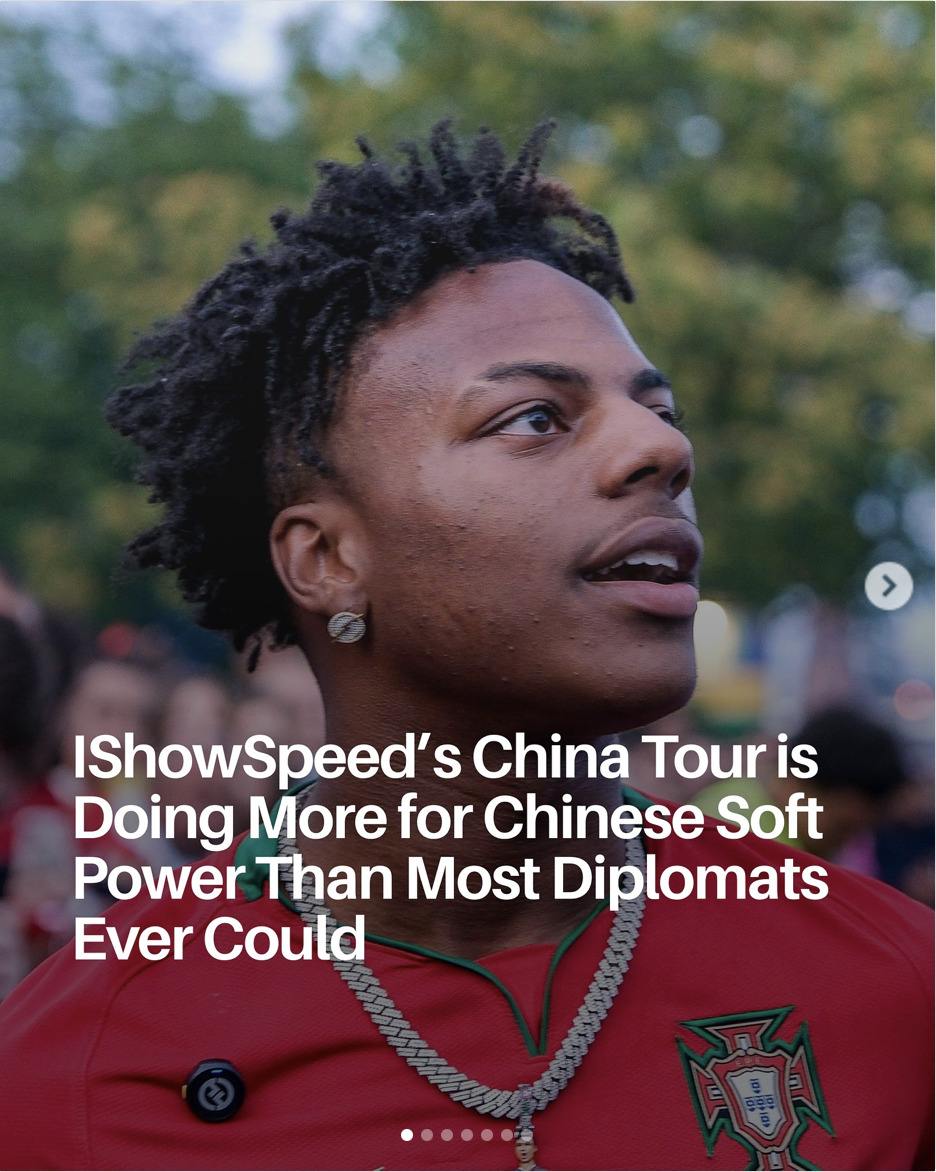 IShowSpeed’s China Tour is
Doing More for Chinese Soft
Power Than Most Diplomats
Ever Could